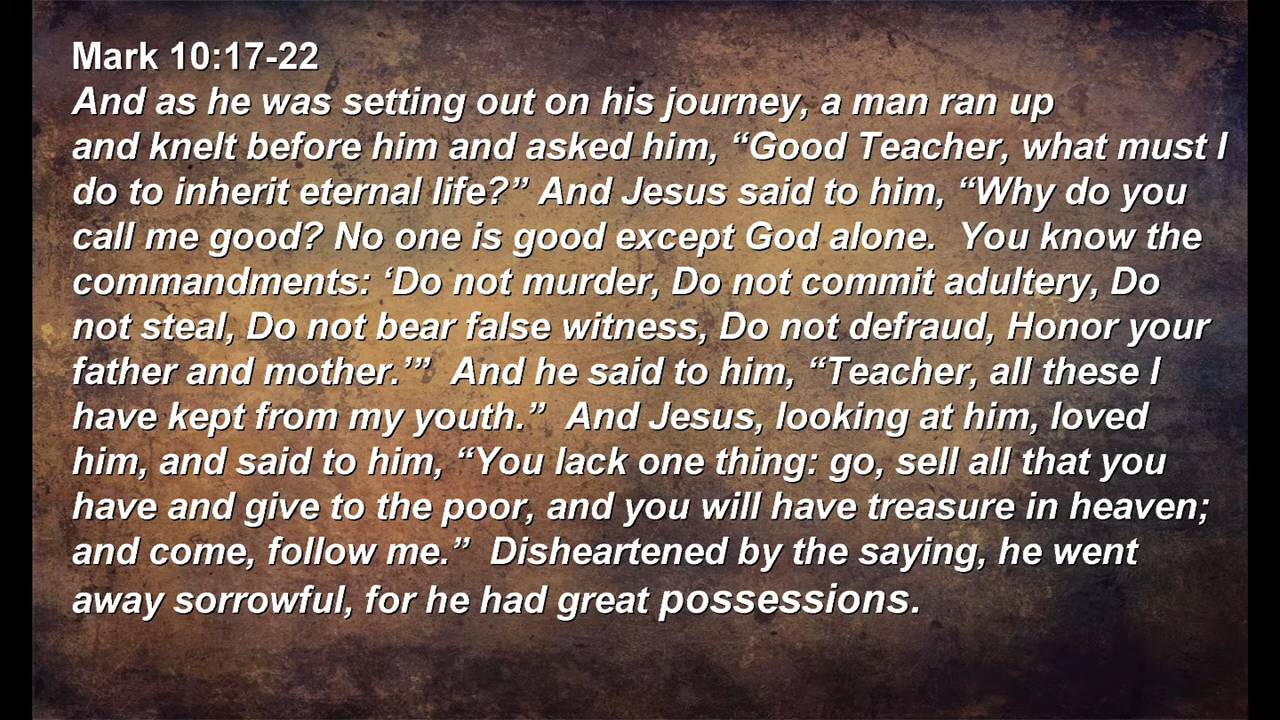 Mark 10:17-22
And as he was setting out on his journey, a man ran up
and knelt before him and asked him, “Good Teacher, what must I
do to inherit eternal life?” And Jesus said to him, “Why do you
call me good? No one is good except God alone.  You know the
commandments: ‘Do not murder, Do not commit adultery, Do
not steal, Do not bear false witness, Do not defraud, Honor your
father and mother.’”  And he said to him, “Teacher, all these I
have kept from my youth.”  And Jesus, looking at him, loved
him, and said to him, “You lack one thing: go, sell all that you
have and give to the poor, and you will have treasure in heaven;
and come, follow me.”  Disheartened by the saying, he went
away sorrowful, for he had great possessions.